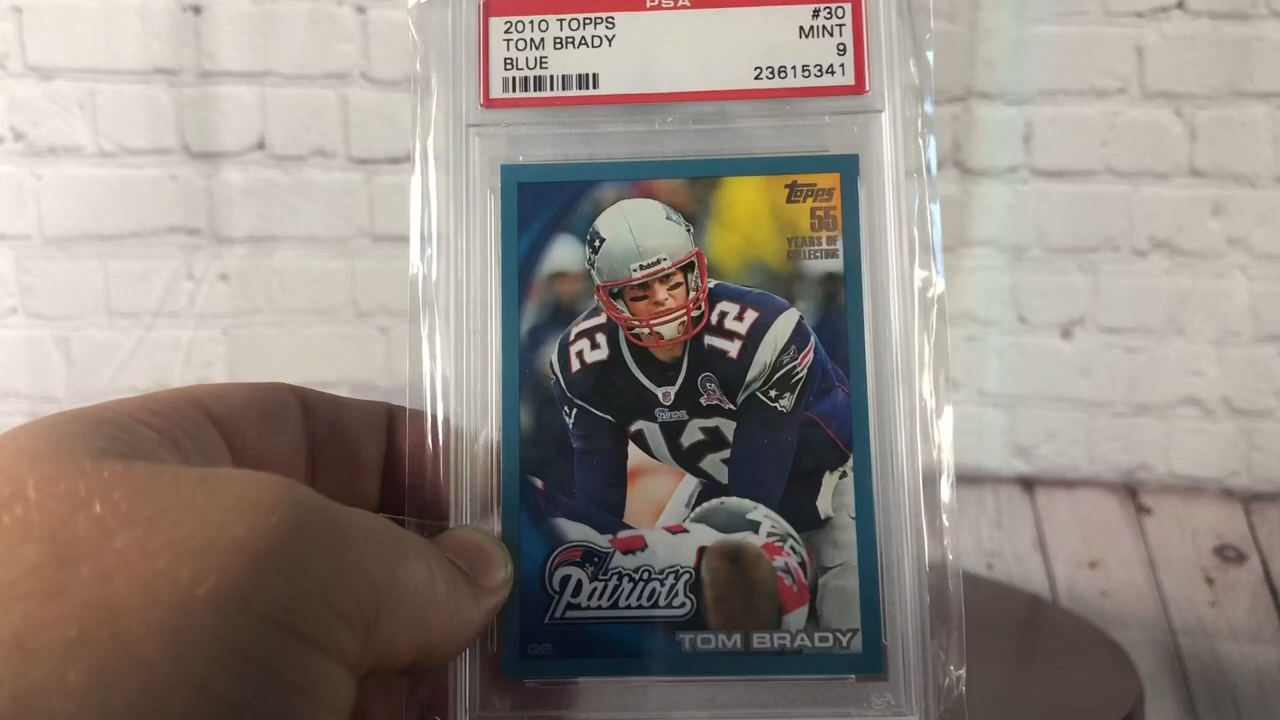 PSA
2010 TOPPS #30
TOM BRADY MINT
BLUE 9
23615341
Topps
55
YEARS OF
COLLECTING
Riddell
12 12
Patriots
12
Patriots
TOM BRADY
QB